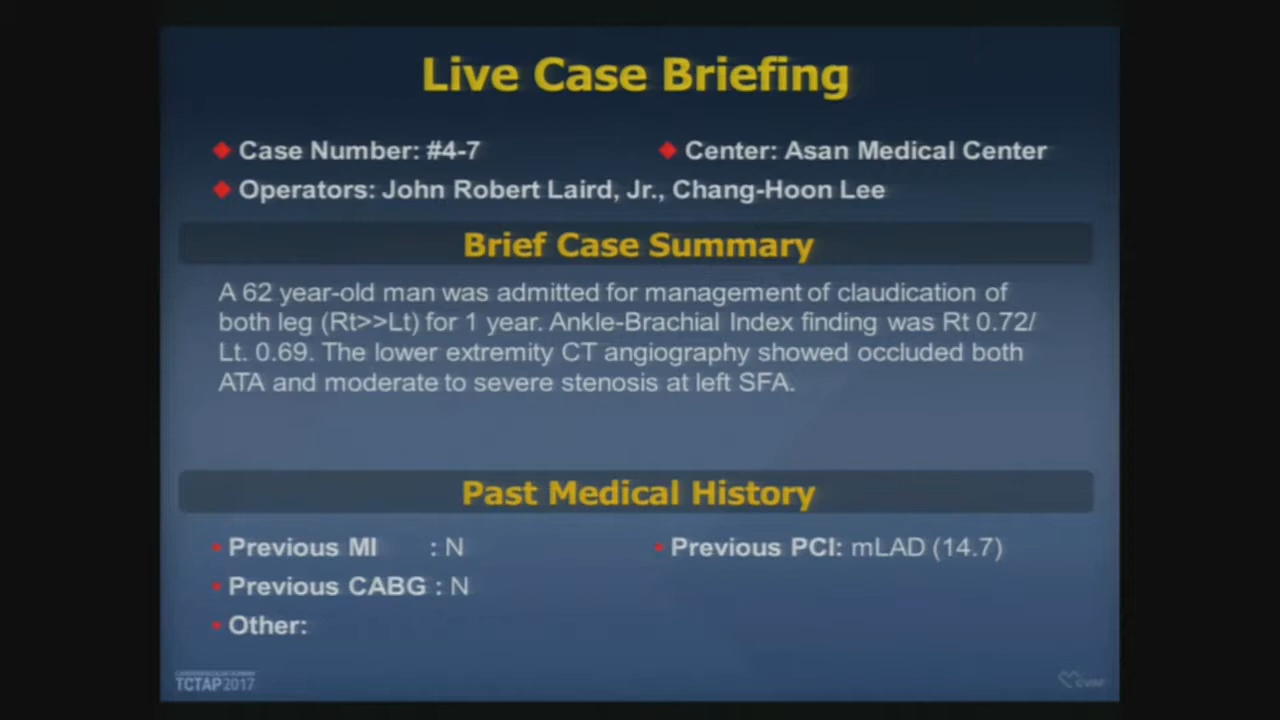 Live Case Briefing
Case Number: #4-7
Center: Asan Medical Center
Operators: John Robert Laird, Jr., Chang-Hoon Lee
Brief Case Summary
A 62 year-old man was admitted for management of claudication of
both leg (Rt>>Lt) for 1 year. Ankle-Brachial Index finding was Rt 0.72/
Lt. 0.69. The lower extremity CT angiography showed occluded both
ATA and moderate to severe stenosis at left SFA.
Past Medical History
Previous MI : N
Previous PCI: mLAD (14.7)
Previous CABG : N
Other:
TCTAP2017